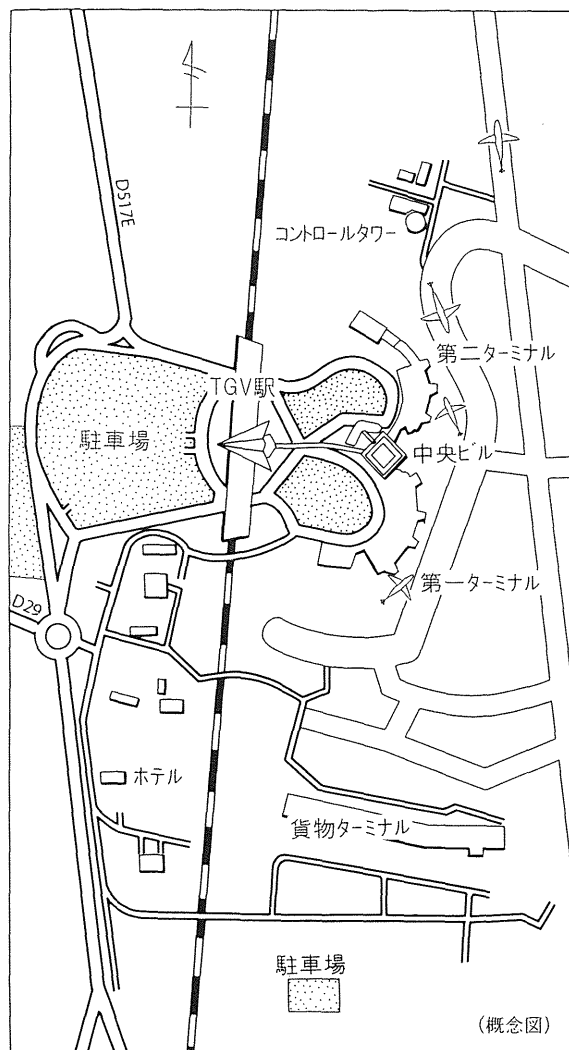 D517E
コントロールタワー
第二ターミナル
TGV駅
駐車場
中央ビル
第一ターミナル
D29
ホテル
貨物ターミナル
駐車場
(概念図)